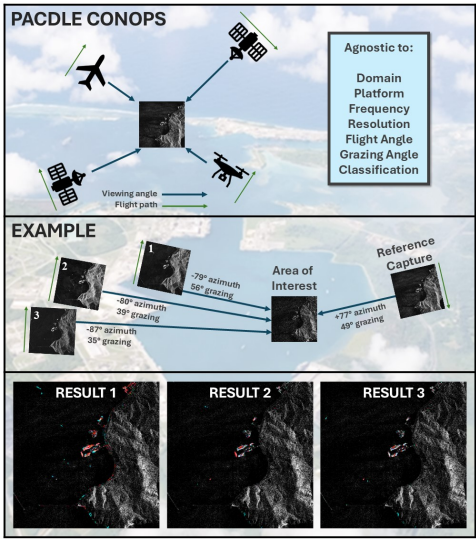 PACDLE CONOPS
Agnostic to:
Domain
Platform
Frequency
Resolution
Flight Angle
Grazing Angle
Classification
Viewing angle
Flight path
EXAMPLE
1
2
3
-79° azimuth
56° grazing
-80° azimuth
39° grazing
-87° azimuth
35° grazing
Area of
Interest
Reference
Capture
+77° azimuth
49° grazing
RESULT 1
RESULT 2
RESULT 3